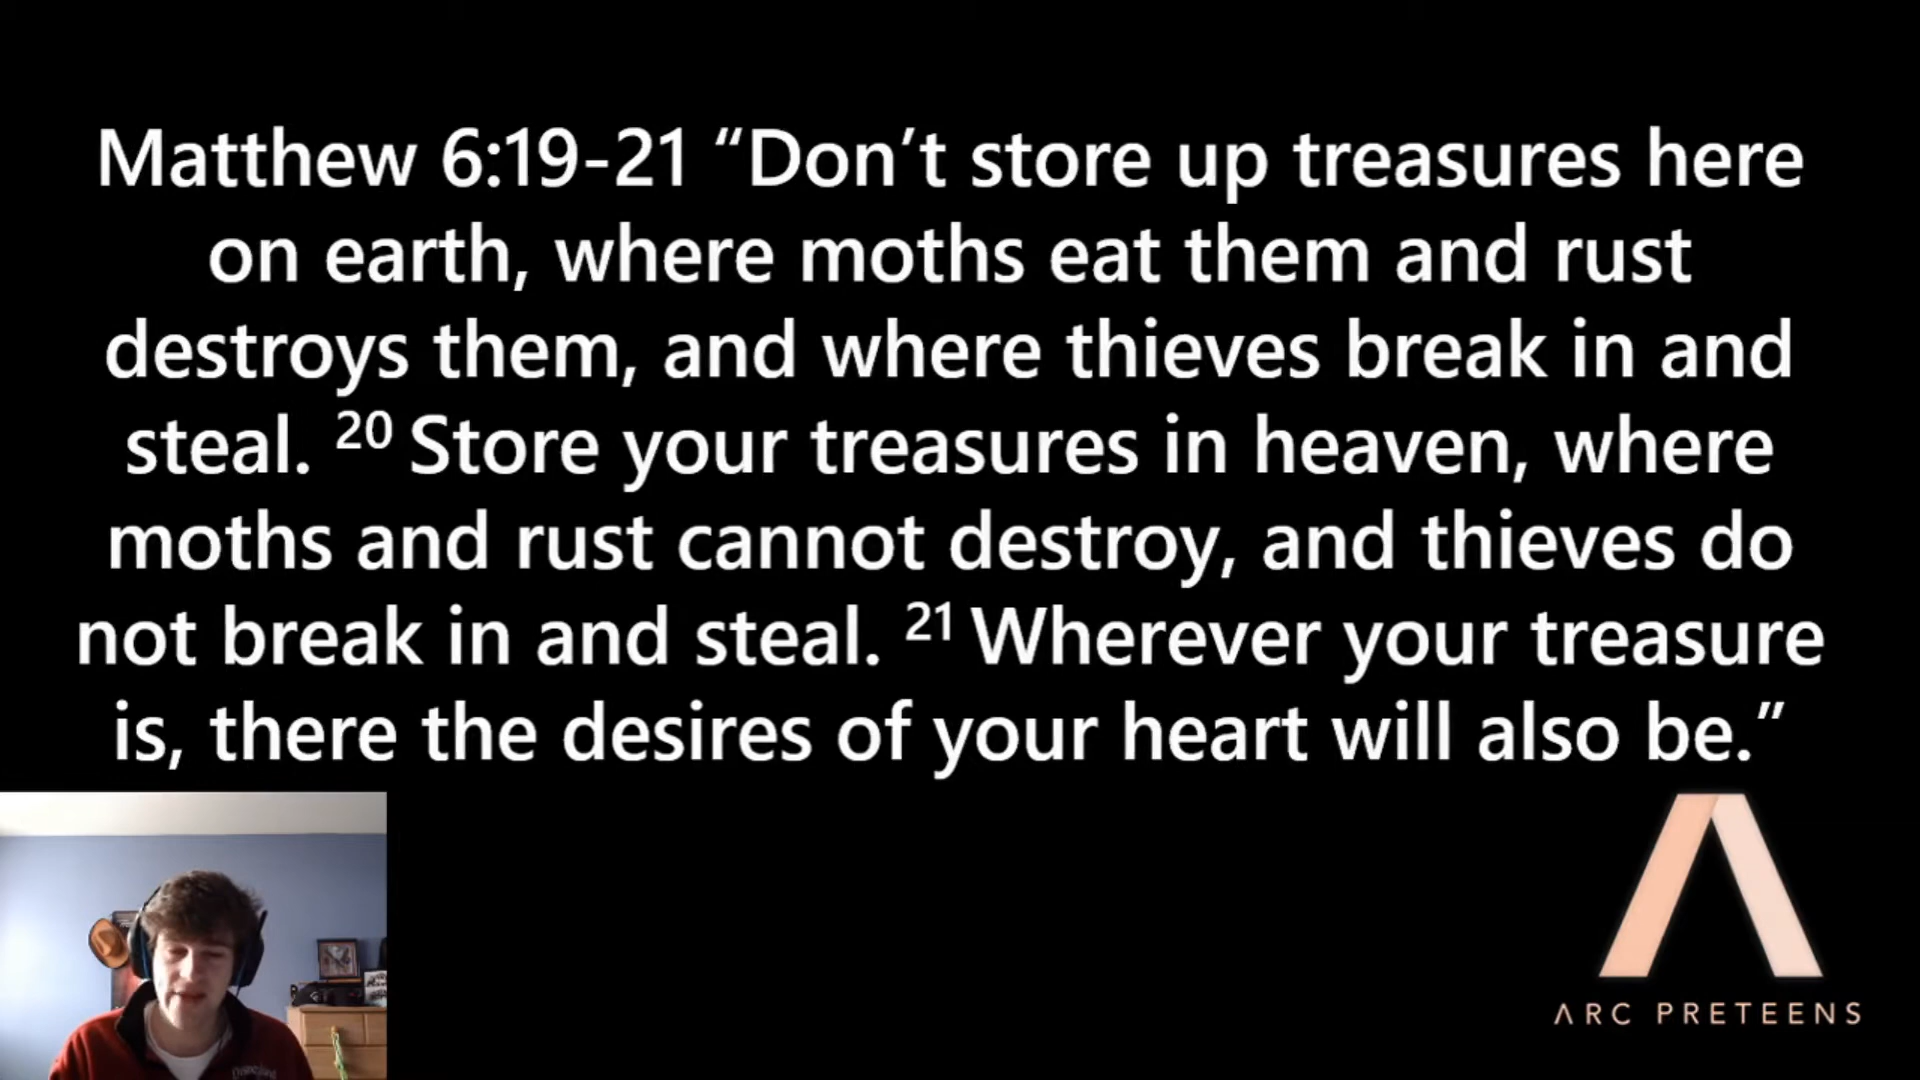 Matthew 6:19-21 “Don’t store up treasures here
on earth, where moths eat them and rust
destroys them, and where thieves break in and
steal. 20 Store your treasures in heaven, where
moths and rust cannot destroy, and thieves do
not break in and steal. 21 Wherever your treasure
is, there the desires of your heart will also be.”
ARC PRETEENS